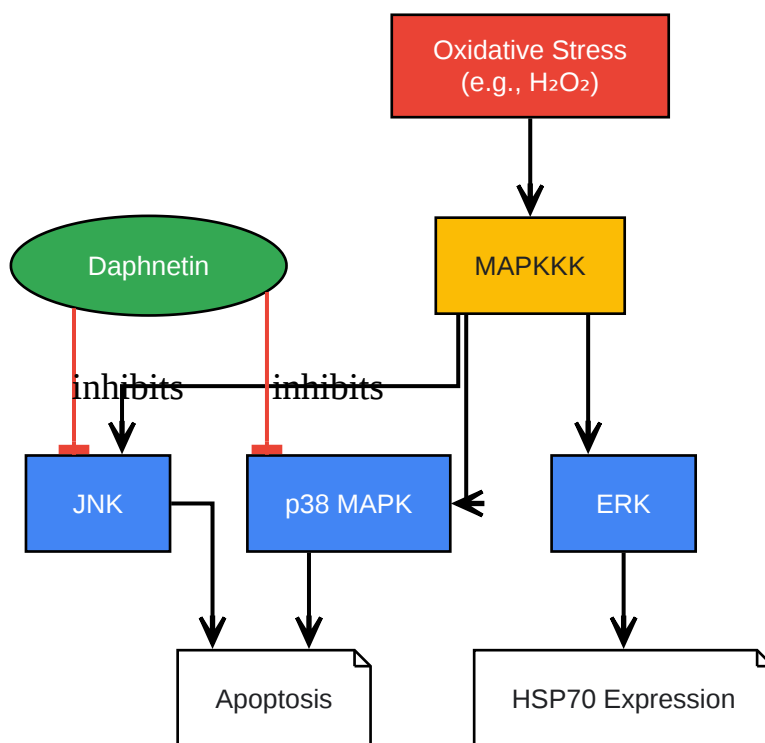 Oxidative Stress
(e.g., H₂O₂)
Daphnetin
MAPKKK
inhibits
inhibits
JNK
p38 MAPK
ERK
Apoptosis
HSP70 Expression